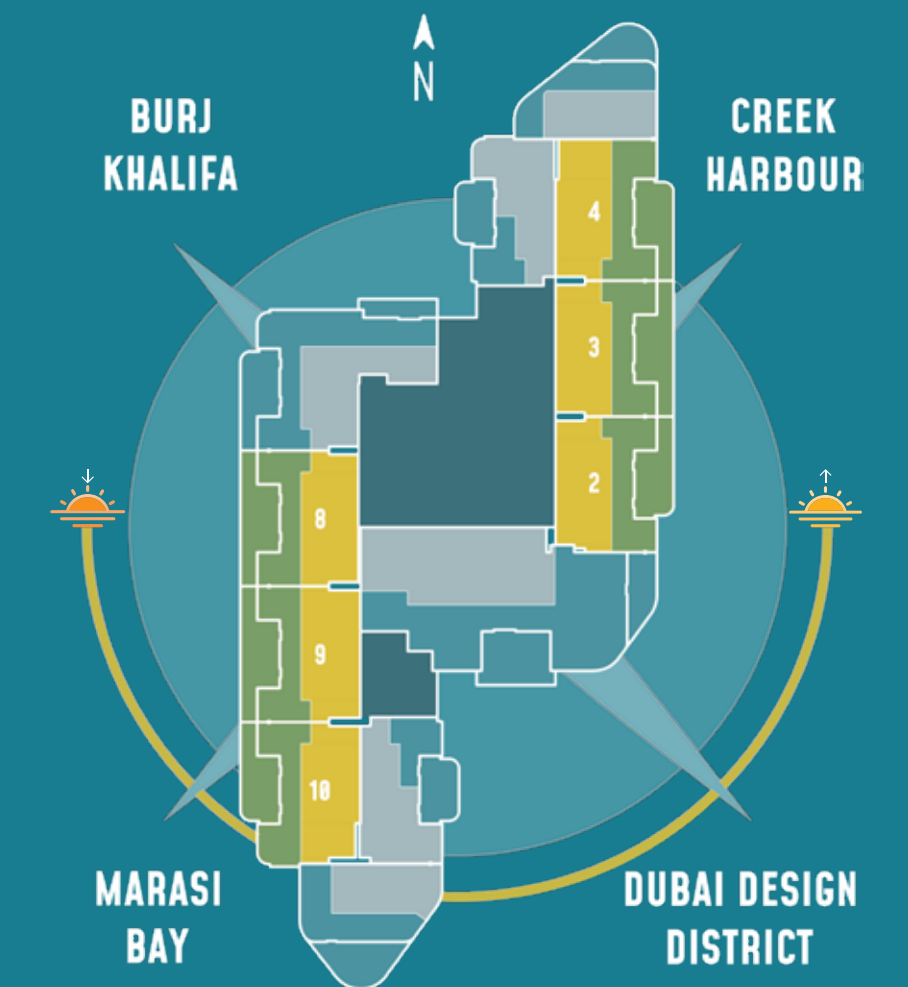 N
BURJ
KHALIFA
CREEK
HARBOUR
4
3
2
8
9
10
MARASI
BAY
DUBAI DESIGN
DISTRICT